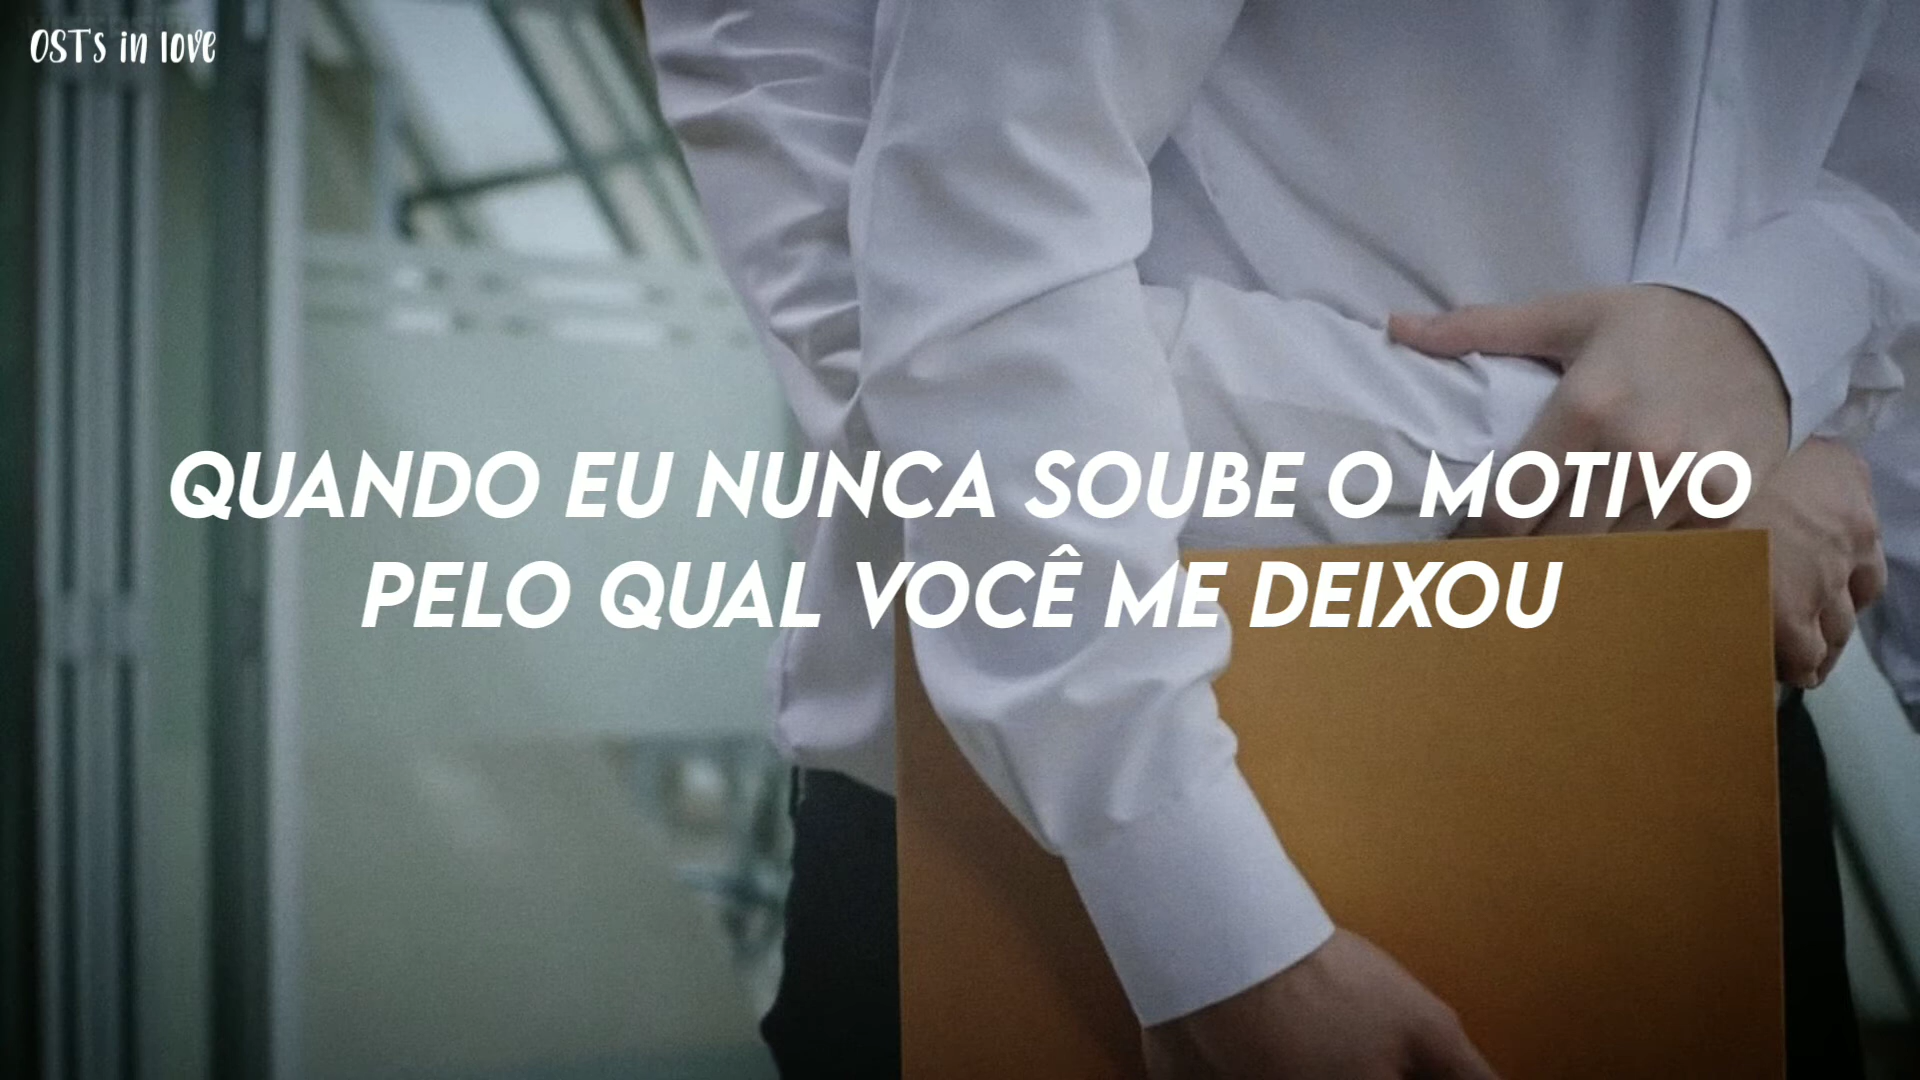 OST's in love
QUANDO EU NUNCA SOUBE O MOTIVO
PELO QUAL VOCÊ ME DEIXOU